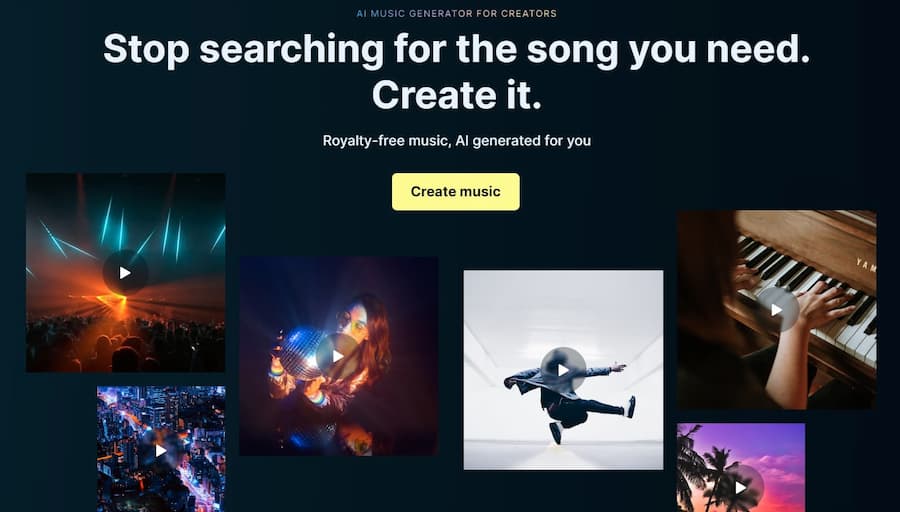 AI MUSIC GENERATOR FOR CREATORS
Stop searching for the song you need.
Create it.
Royalty-free music, AI generated for you
Create music
YAM